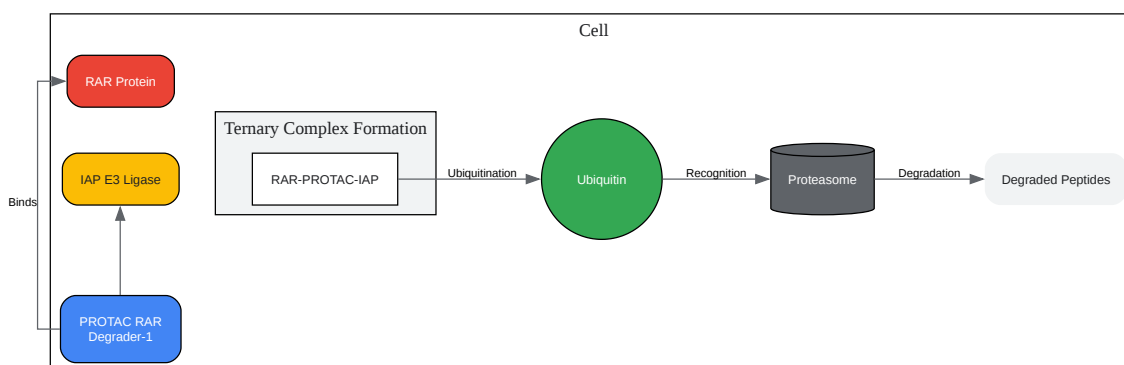 Cell
RAR Protein
Ternary Complex Formation
IAP E3 Ligase
RAR-PROTAC-IAP
Ubiquitination
Ubiquitin
Recognition
Proteasome
Degradation
Degraded Peptides
Binds
PROTAC RAR
Degrader-1